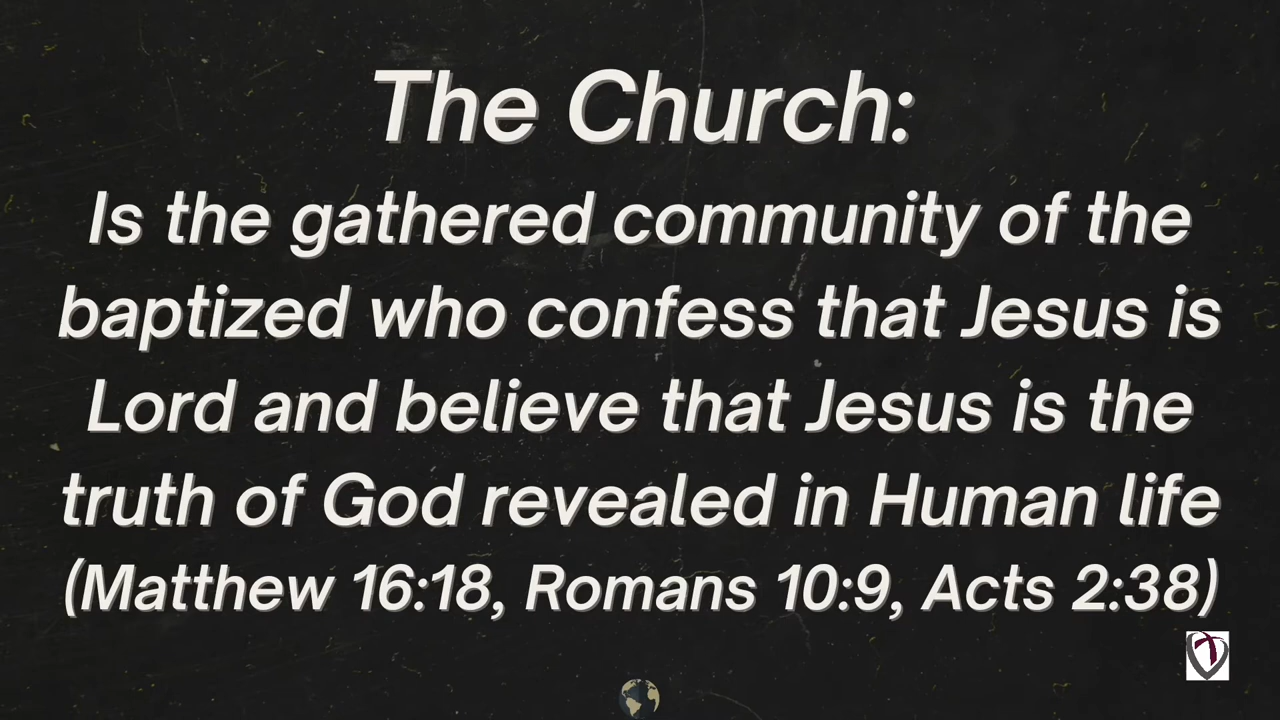 The Church:
Is the gathered community of the
baptized who confess that Jesus is
Lord and believe that Jesus is the
truth of God revealed in Human life
(Matthew 16:18, Romans 10:9, Acts 2:38)